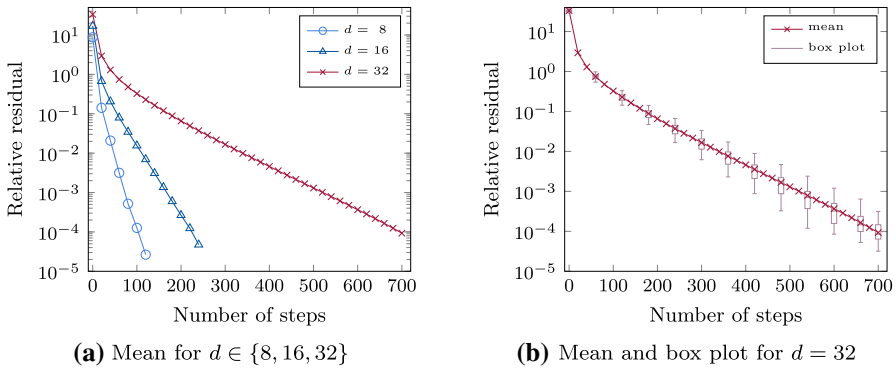 10^1
10^0
10^−1
10^−2
10^−3
10^−4
10^−5
Relative residual
0 100 200 300 400 500 600 700
Number of steps
d = 8
d = 16
d = 32
(a) Mean for d ∈ {8, 16, 32}
10^1
10^0
10^−1
10^−2
10^−3
10^−4
10^−5
Relative residual
0 100 200 300 400 500 600 700
Number of steps
mean
box plot
(b) Mean and box plot for d = 32